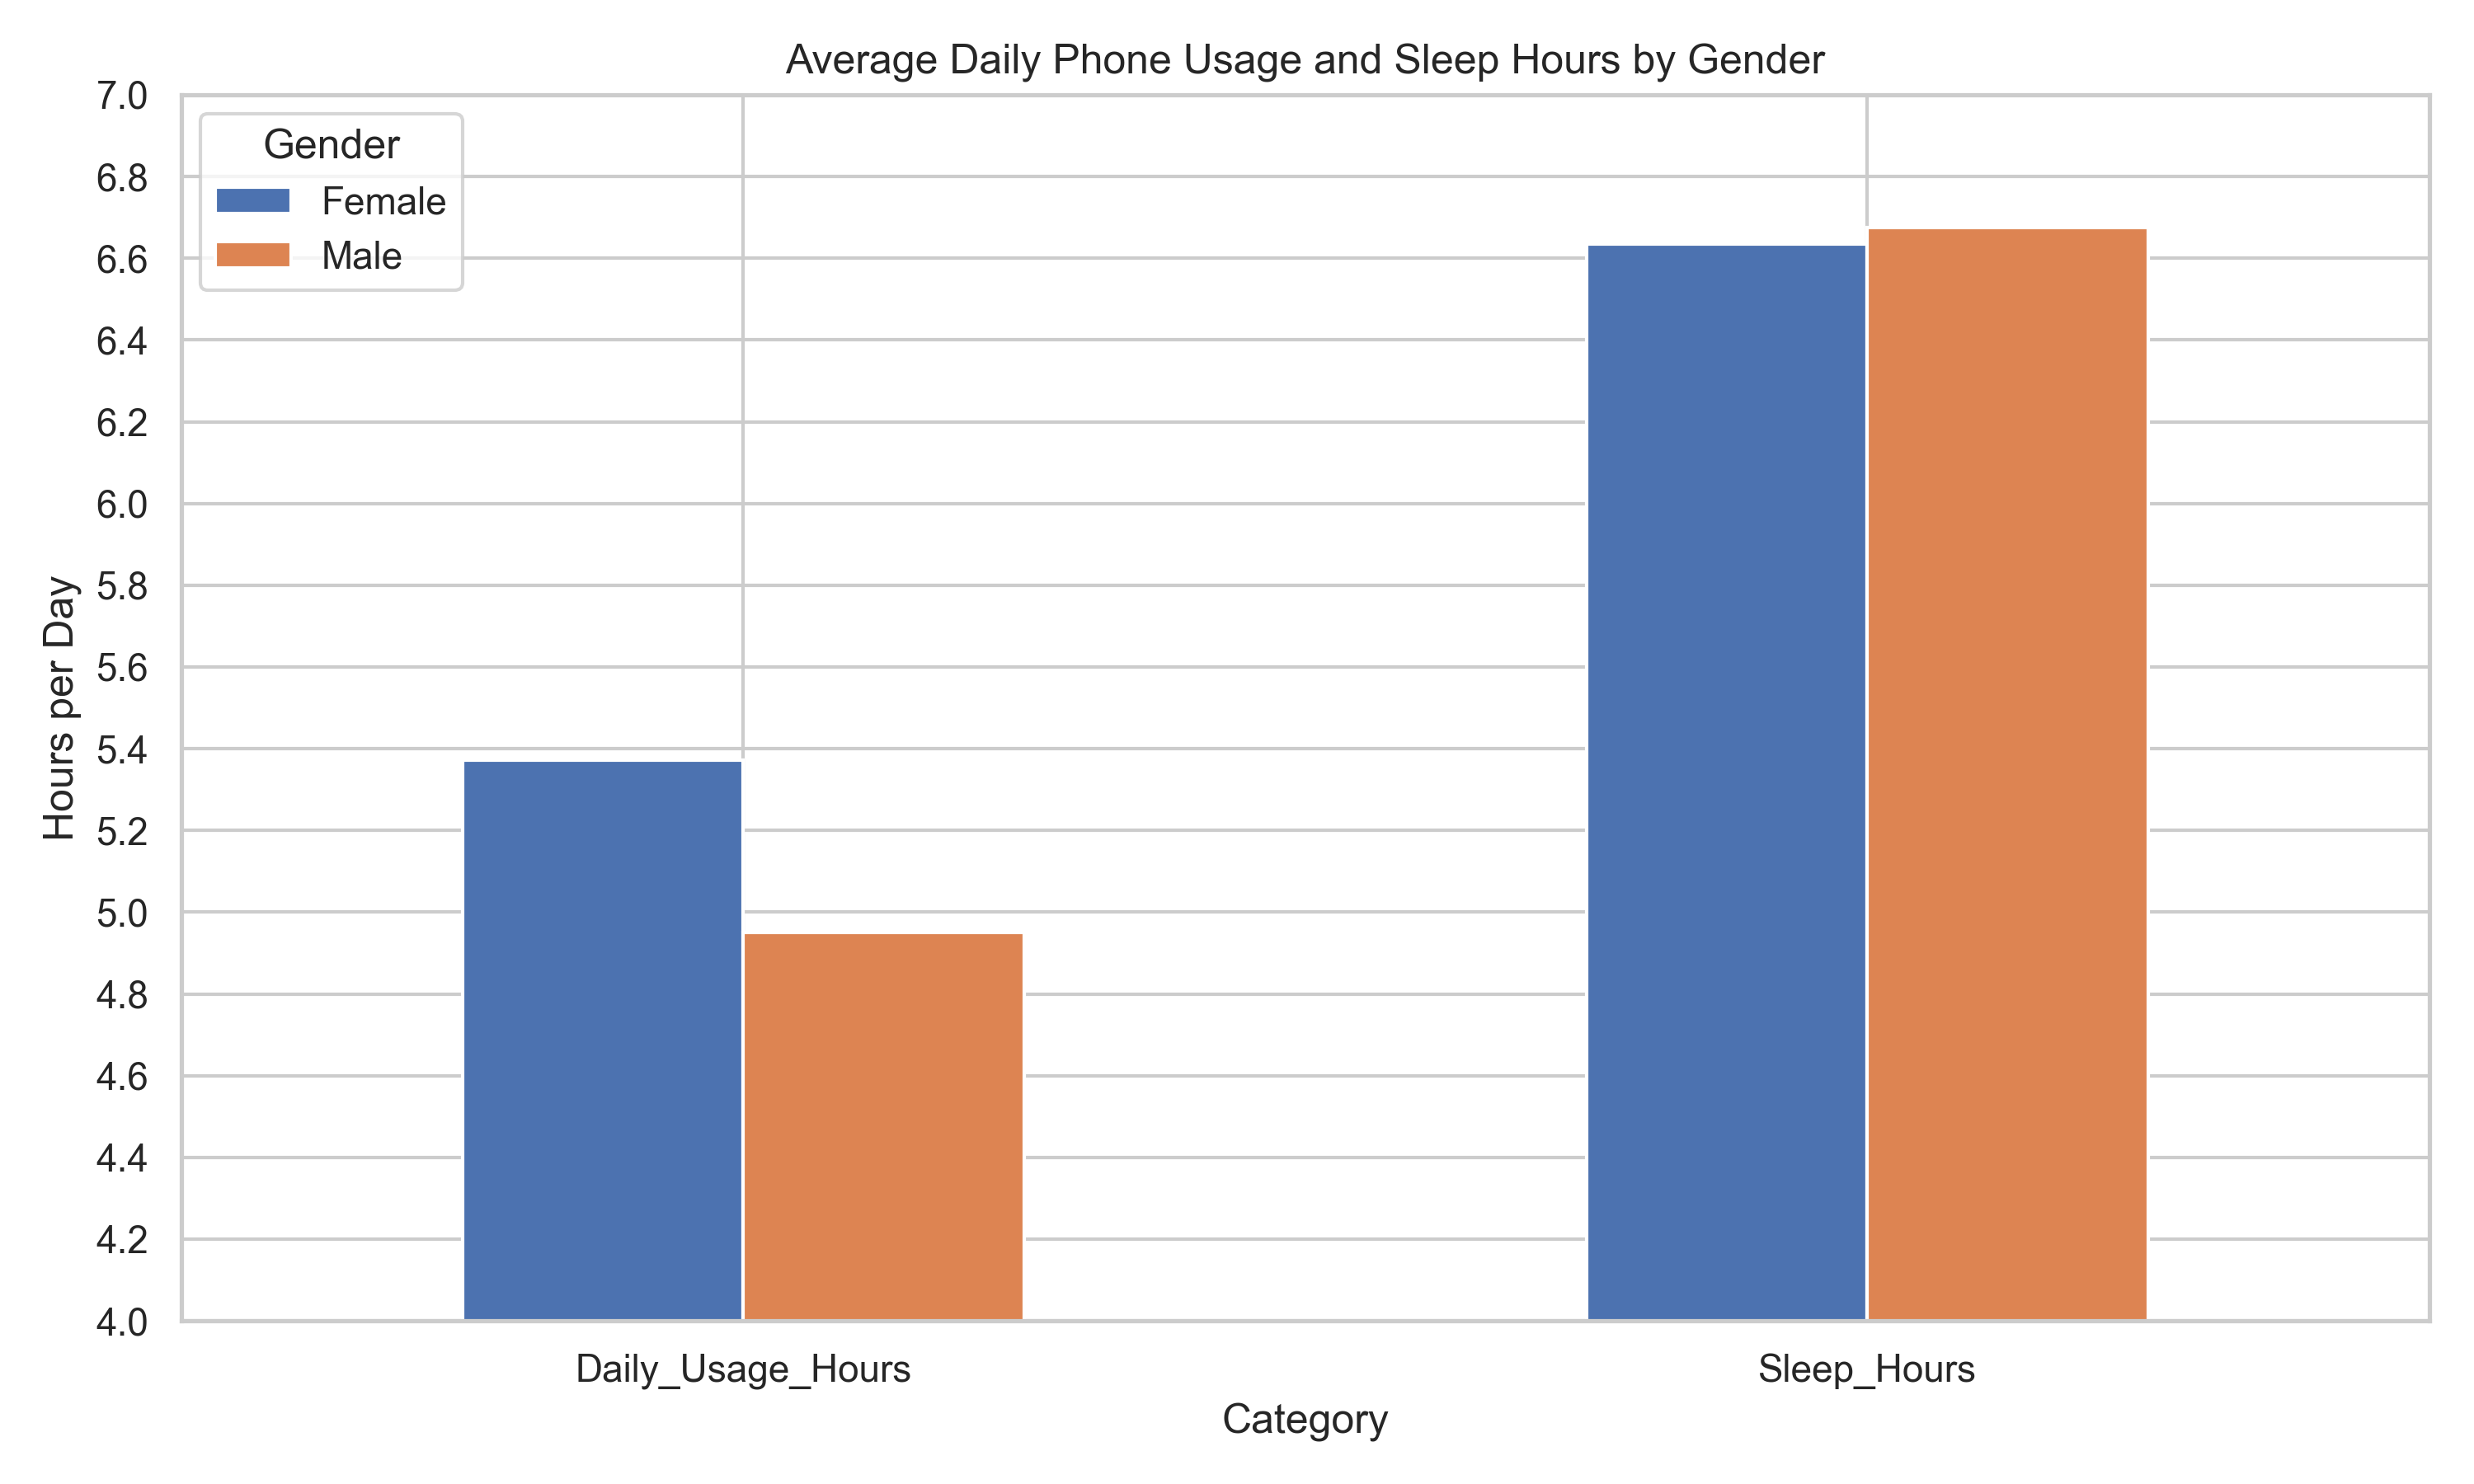 Average Daily Phone Usage and Sleep Hours by Gender
7.0
6.8
6.6
6.4
6.2
6.0
5.8
5.6
5.4
5.2
5.0
4.8
4.6
4.4
4.2
4.0
Hours per Day
Gender
Female
Male
Daily_Usage_Hours
Sleep_Hours
Category